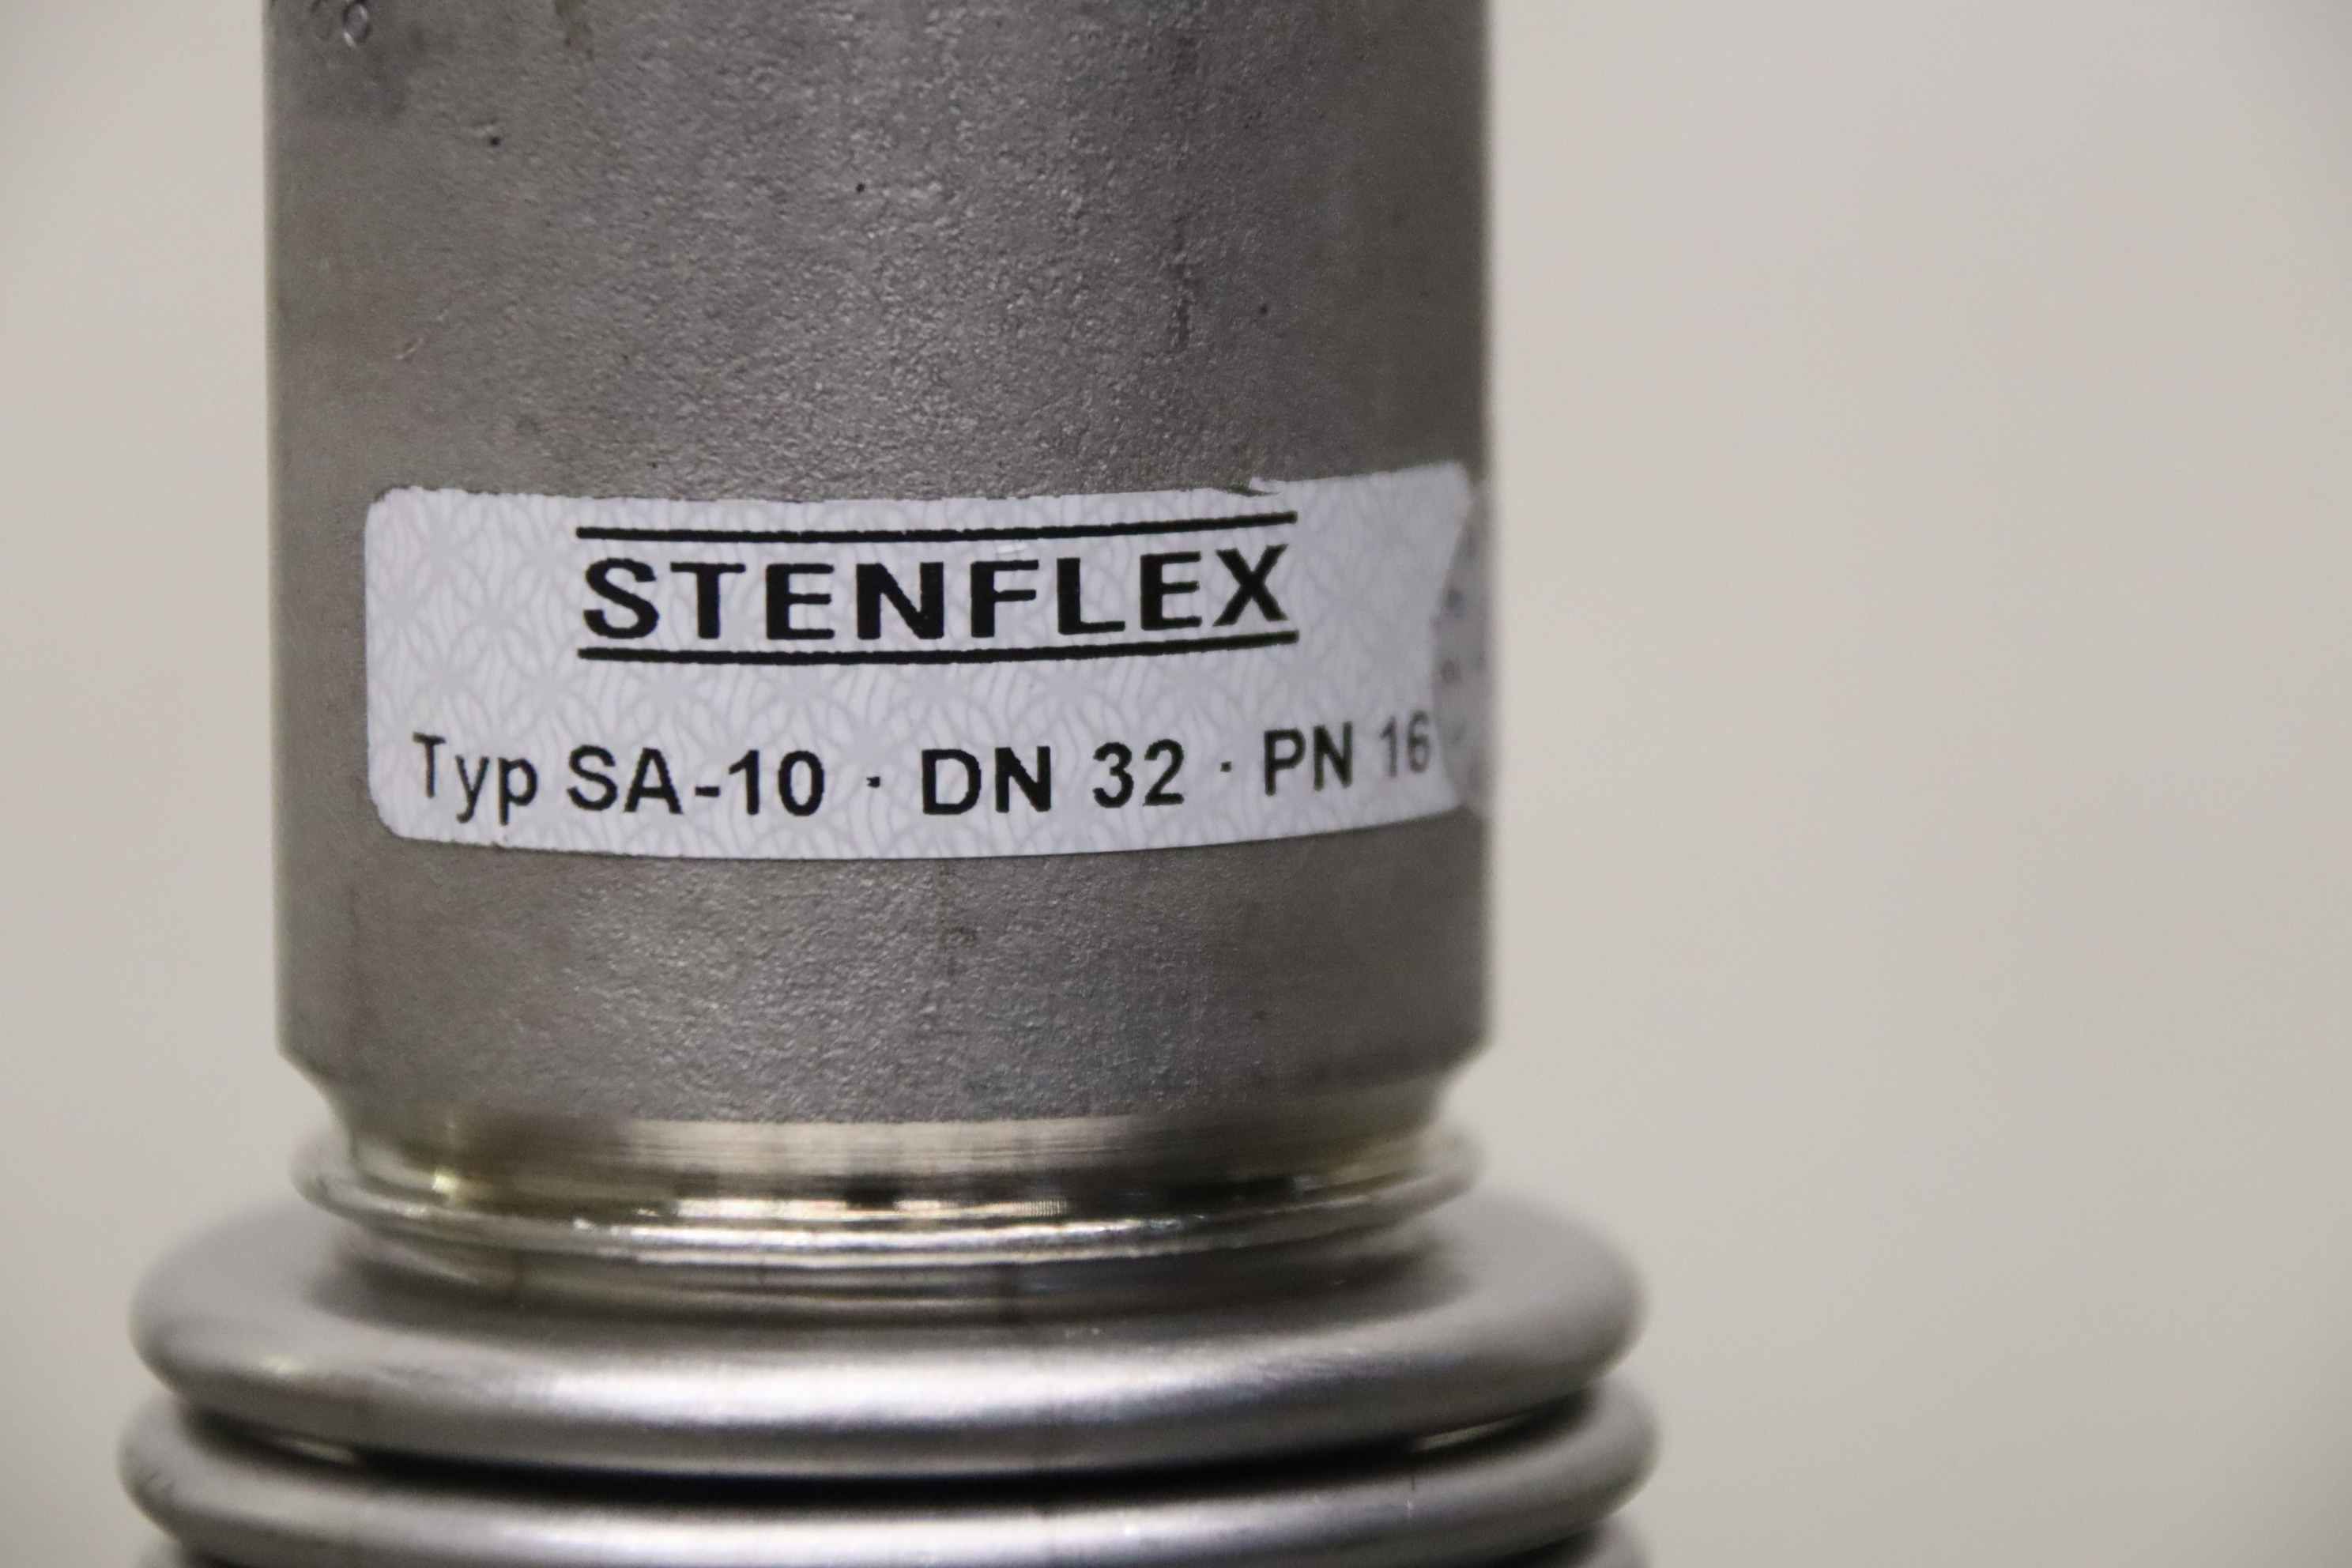 STENFLEX
Typ SA-10 · DN 32 · PN 16